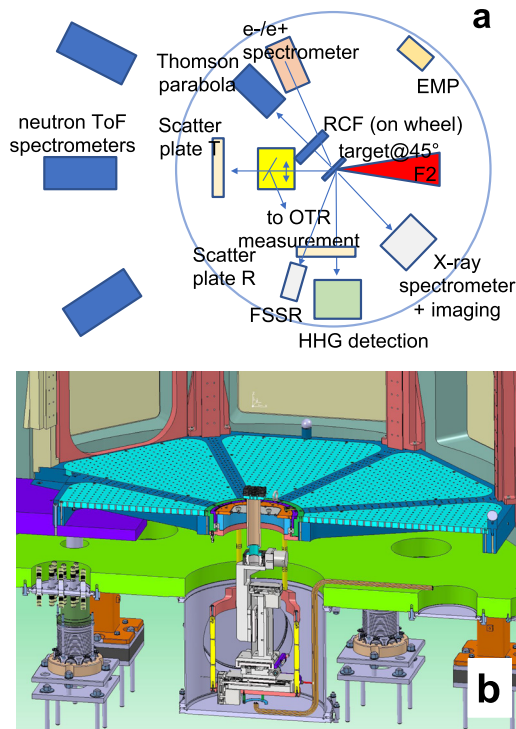 a
e-/e+
spectrometer
Thomson
parabola
EMP
neutron ToF
spectrometers
RCF (on wheel)
Scatter
plate T
target@45°
F2
to OTR
measurement
Scatter
plate R
X-ray
spectrometer
+ imaging
FSSR
HHG detection
b